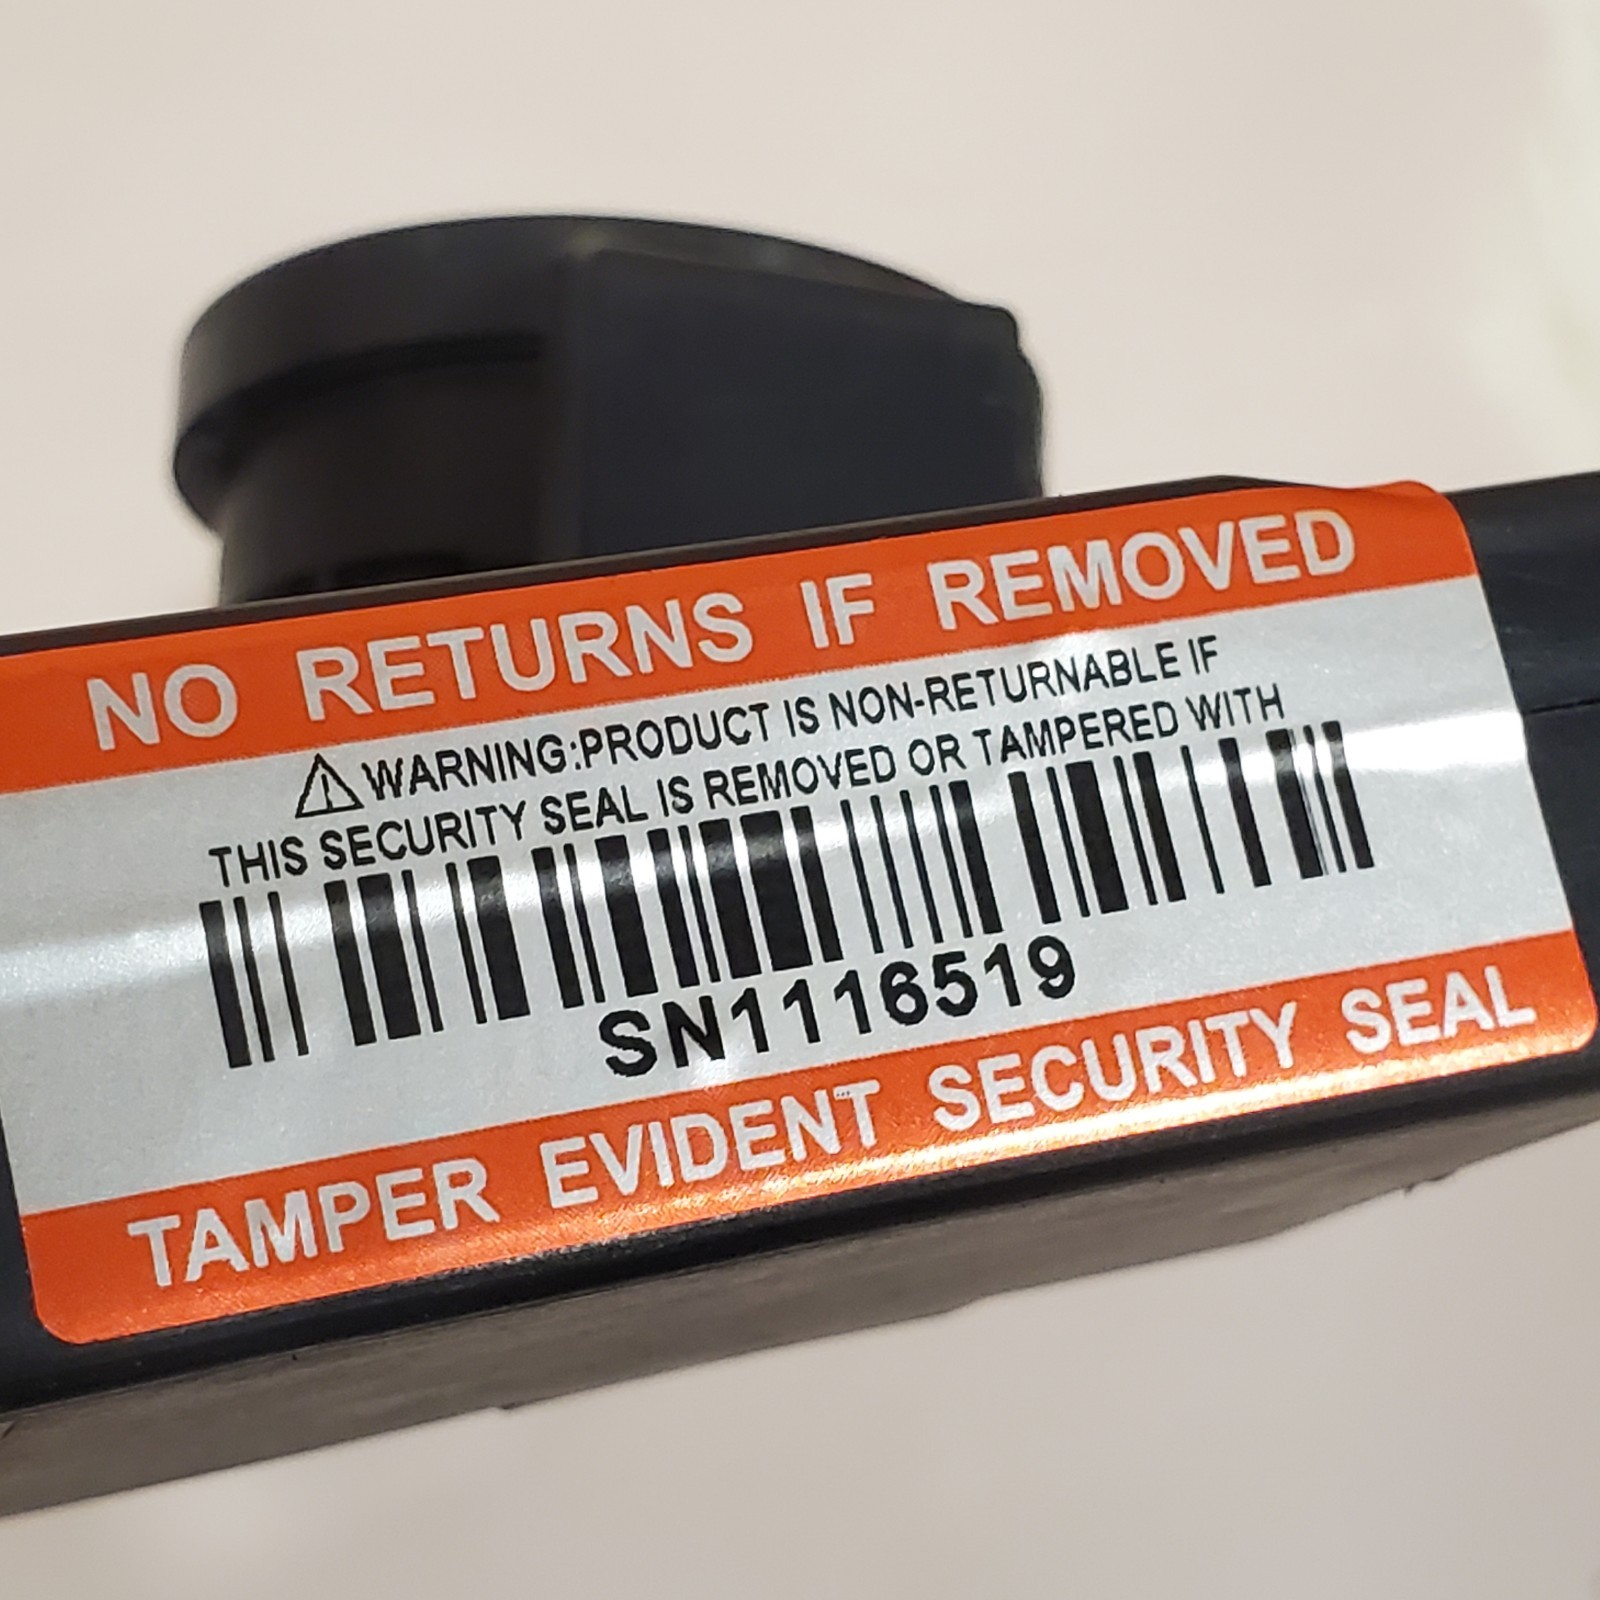 NO RETURNS IF REMOVED
WARNING:PRODUCT IS NON-RETURNABLE IF
THIS SECURITY SEAL IS REMOVED OR TAMPERED WITH
SN1116519
TAMPER EVIDENT SECURITY SEAL